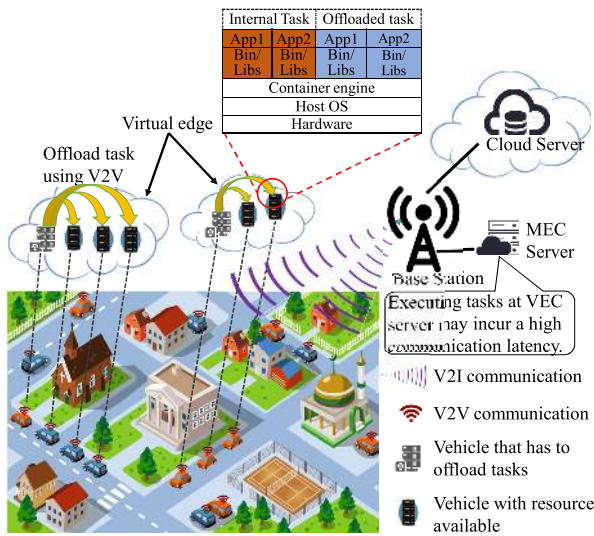 Internal Task Offloaded task
App1 App2 App1 App2
Bin/ Bin/ Bin/ Bin/
Libs Libs Libs Libs
Container engine
Host OS
Hardware
Virtual edge
Offload task
using V2V
Cloud Server
MEC
Server
Base Station
Executing tasks at VEC
server may incur a high
communication latency.
V2I communication
V2V communication
Vehicle that has to
offload tasks
Vehicle with resource
available